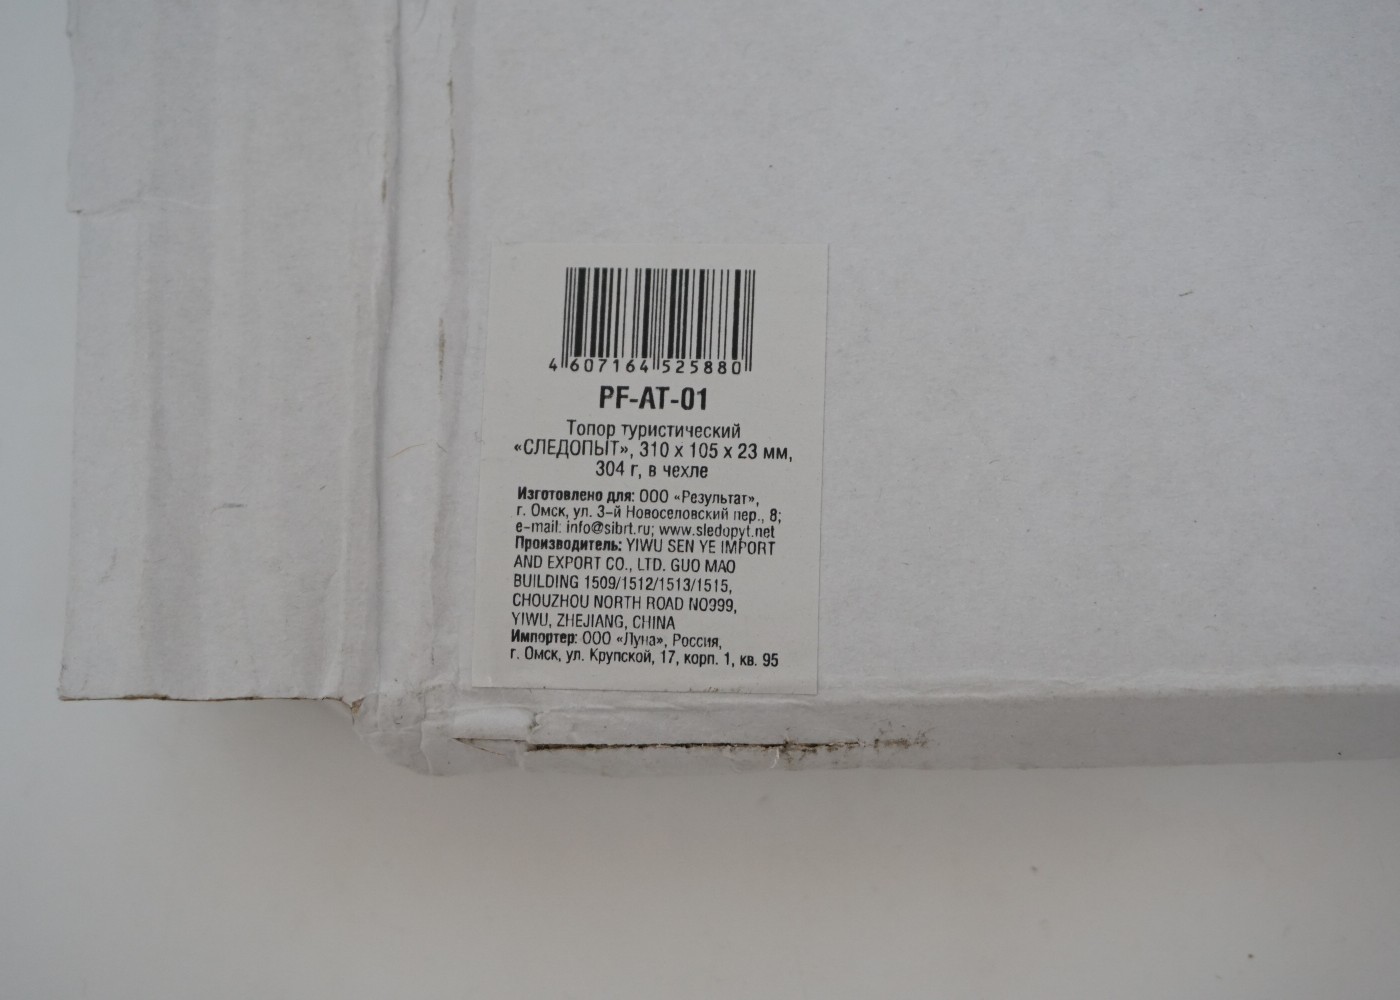 4 607164 525880
PF-AT-01
Топор туристический
«СЛЕДОПЫТ», 310 х 105 х 23 мм,
304 г, в чехле
Изготовлено для: ООО «Результат»,
г. Омск, ул. 3-й Новоселовский пер., 8;
e-mail: info@sibrt.ru; www.sledopyt.net
Производитель: YIWU SEN YE IMPORT
AND EXPORT CO., LTD. GUO MAO
BUILDING 1509/1512/1513/1515,
CHOUZHOU NORTH ROAD NO999,
YIWU, ZHEJIANG, CHINA
Импортер: ООО «Луна», Россия,
г. Омск, ул. Крупской, 17, корп. 1, кв. 95